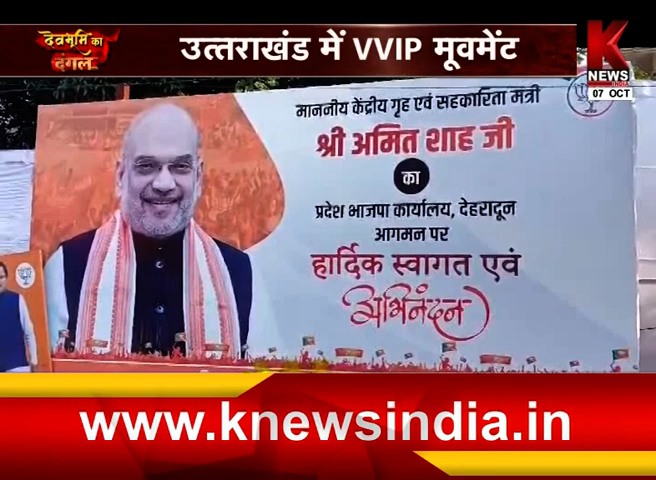 देवभूमि का
दंगल
उत्तराखंड में VVIP मूवमेंट
K
NEWS
INDIA
07 OCT
माननीय केंद्रीय गृह एवं सहकारिता मंत्री
श्री अमित शाह जी
का
प्रदेश भाजपा कार्यालय, देहरादून
आगमन पर
हार्दिक स्वागत एवं
अभिनंदन
www.knewsindia.in